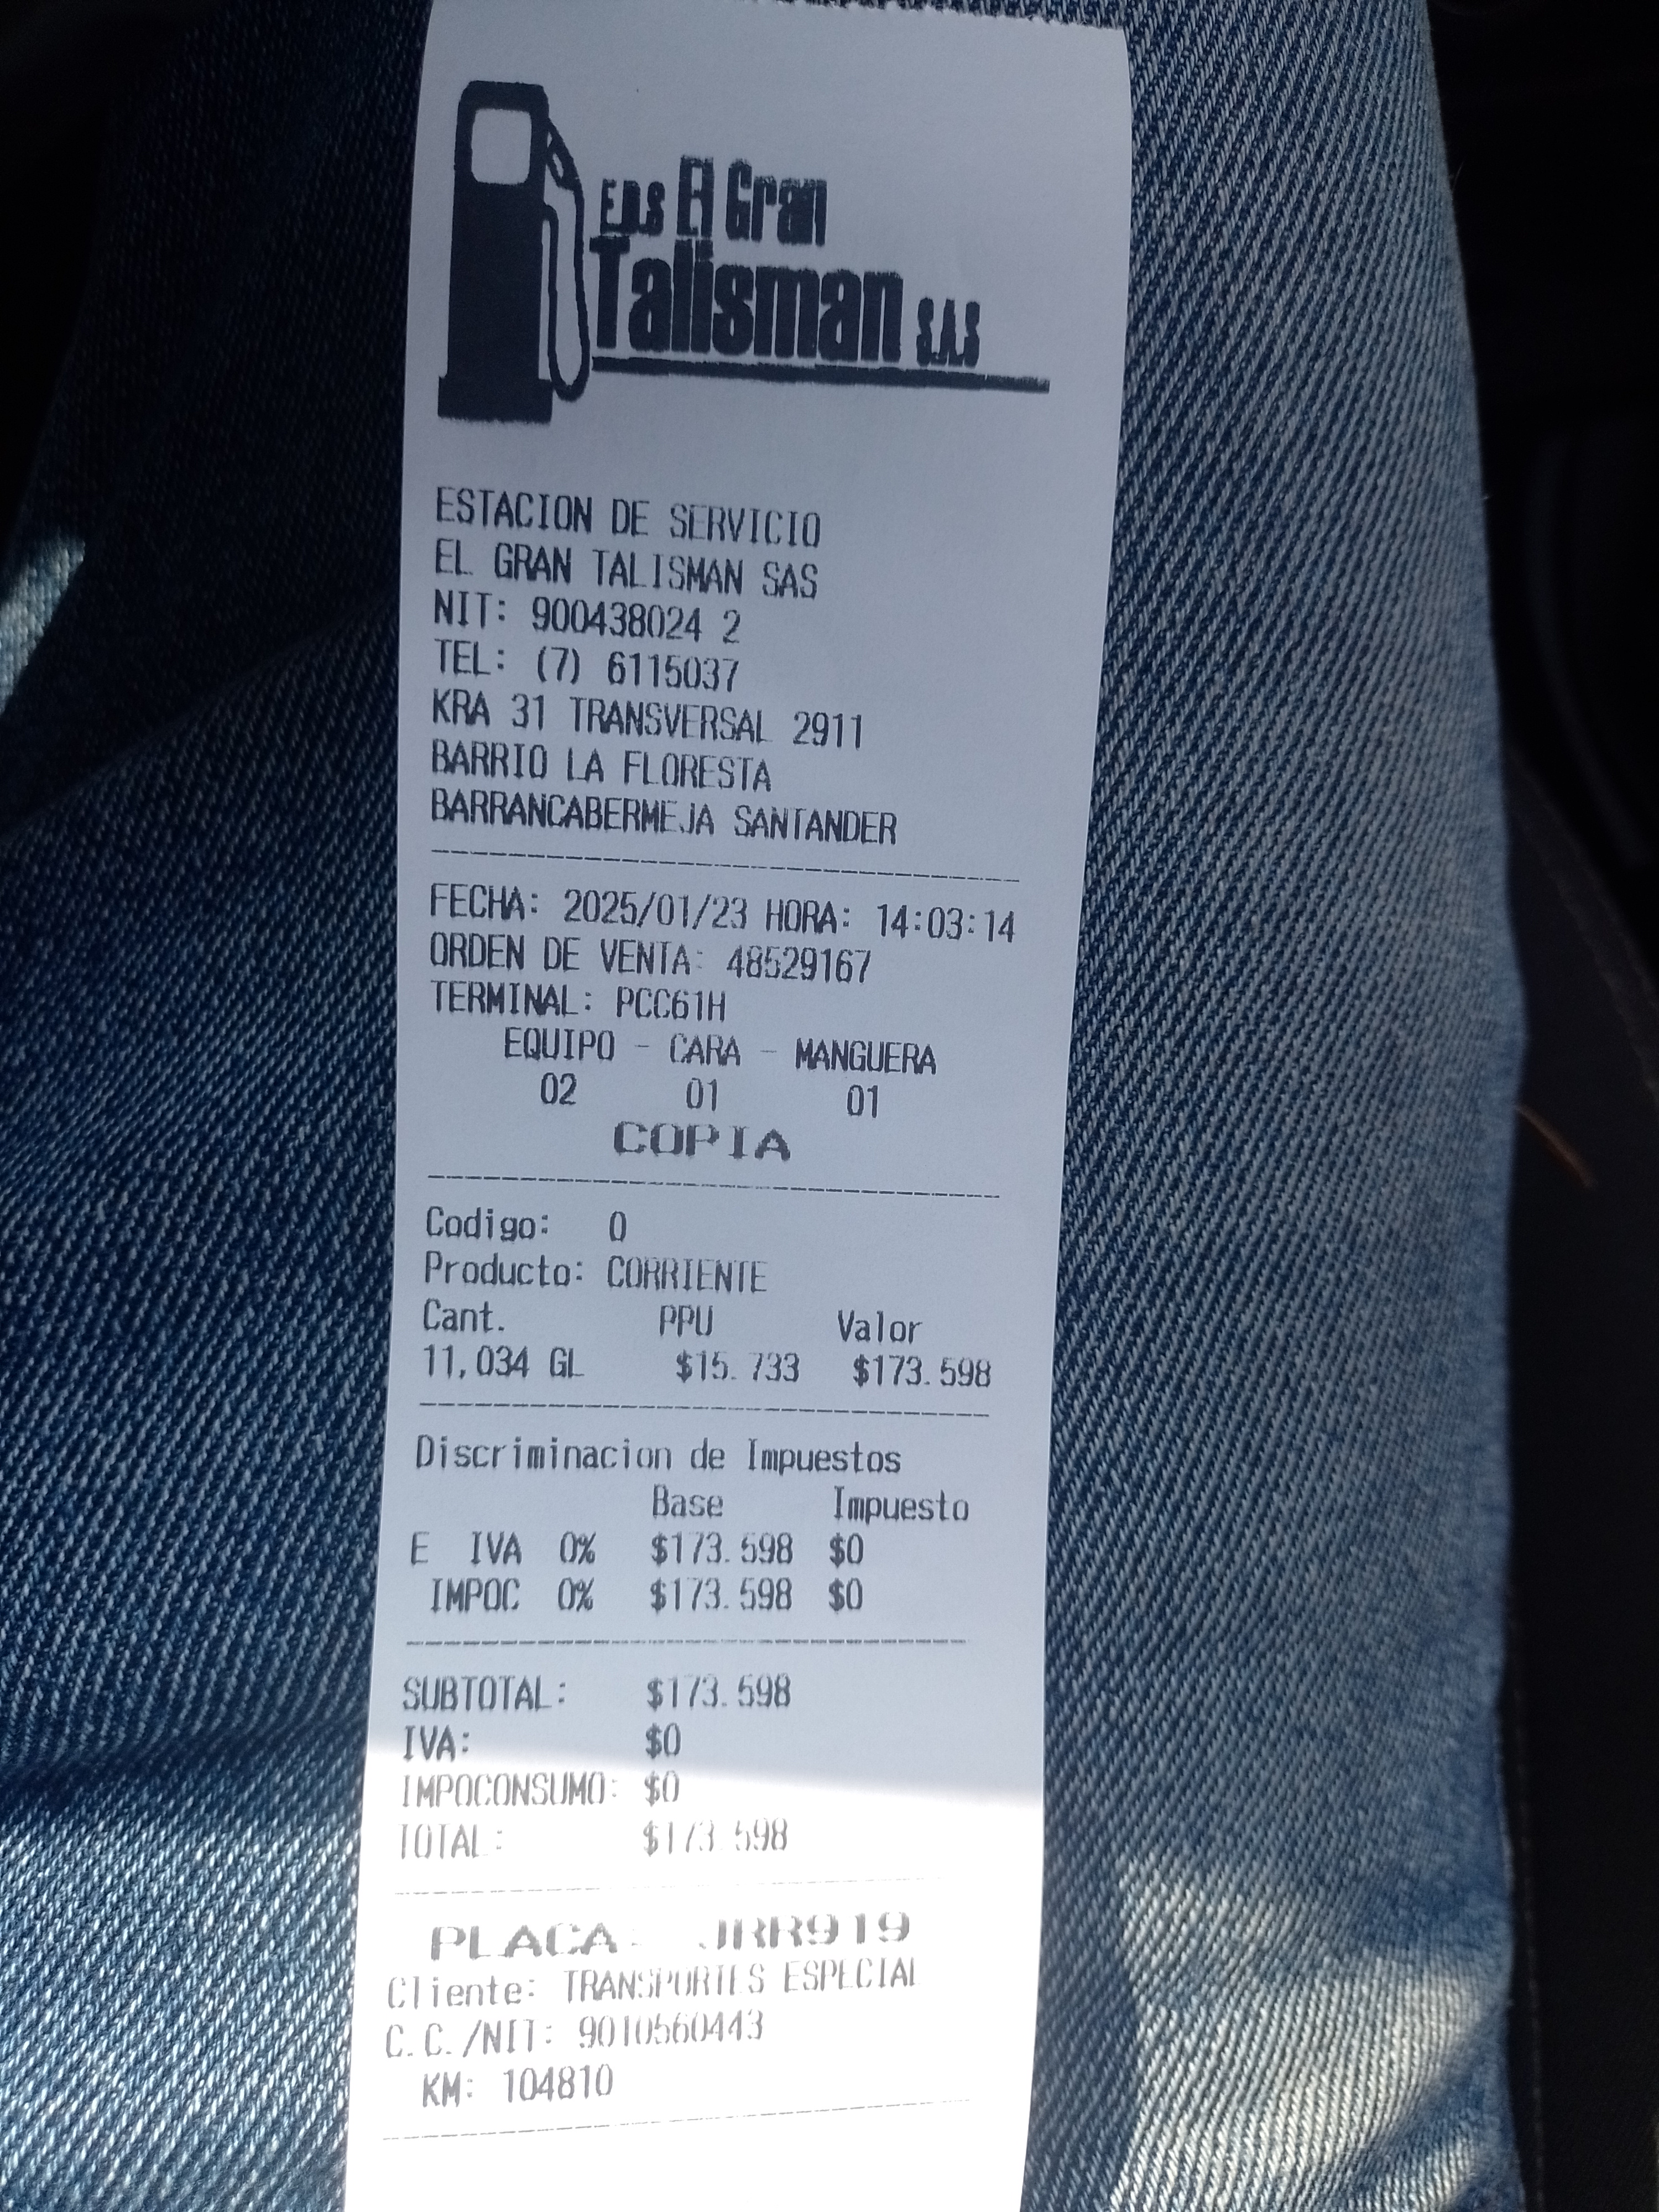 E.D.S El Gran
Talisman S.A.S
ESTACION DE SERVICIO
EL GRAN TALISMAN SAS
NIT: 900438024 2
TEL: (7) 6115037
KRA 31 TRANSVERSAL 2911
BARRIO LA FLORESTA
BARRANCABERMEJA SANTANDER
FECHA: 2025/01/23 HORA: 14:03:14
ORDEN DE VENTA: 48529167
TERMINAL: PCC61H
EQUIPO - CARA - MANGUERA
02 01 01
COPIA
Codigo: 0
Producto: CORRIENTE
Cant. PPU Valor
11,034 GL $15.733 $173.598
Discriminacion de Impuestos
Base Impuesto
E IVA 0% $173.598 $0
IMPOC 0% $173.598 $0
SUBTOTAL: $173.598
IVA: $0
IMPOCONSUMO: $0
TOTAL: $173.598
PLACA: JRR919
Cliente: TRANSPORTES ESPECIAL
C.C./NIT: 9010560443
KM: 104810